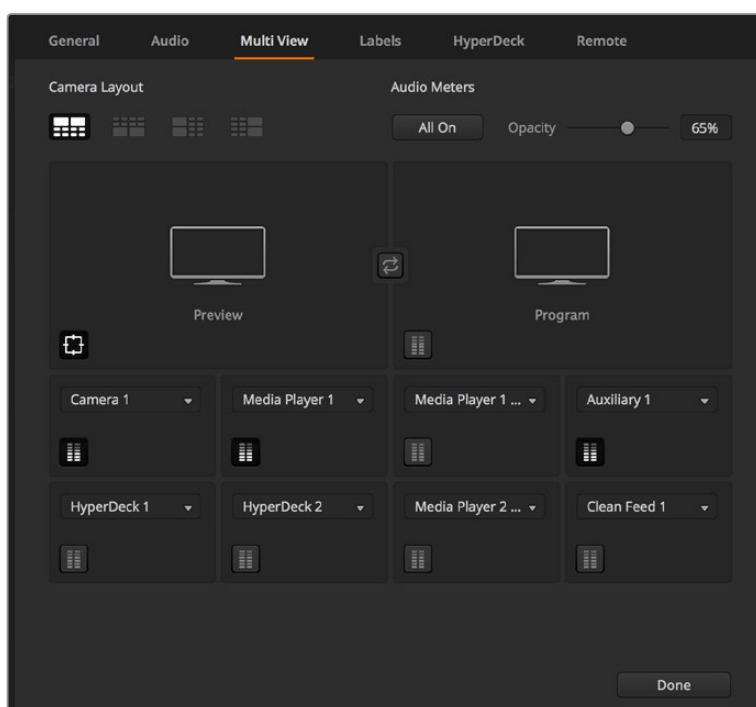 General Audio Multi View Labels HyperDeck Remote
Camera Layout Audio Meters
All On Opacity 65%
Preview Program
Camera 1 Media Player 1 Media Player 1 ... Auxiliary 1
HyperDeck 1 HyperDeck 2 Media Player 2 ... Clean Feed 1
Done